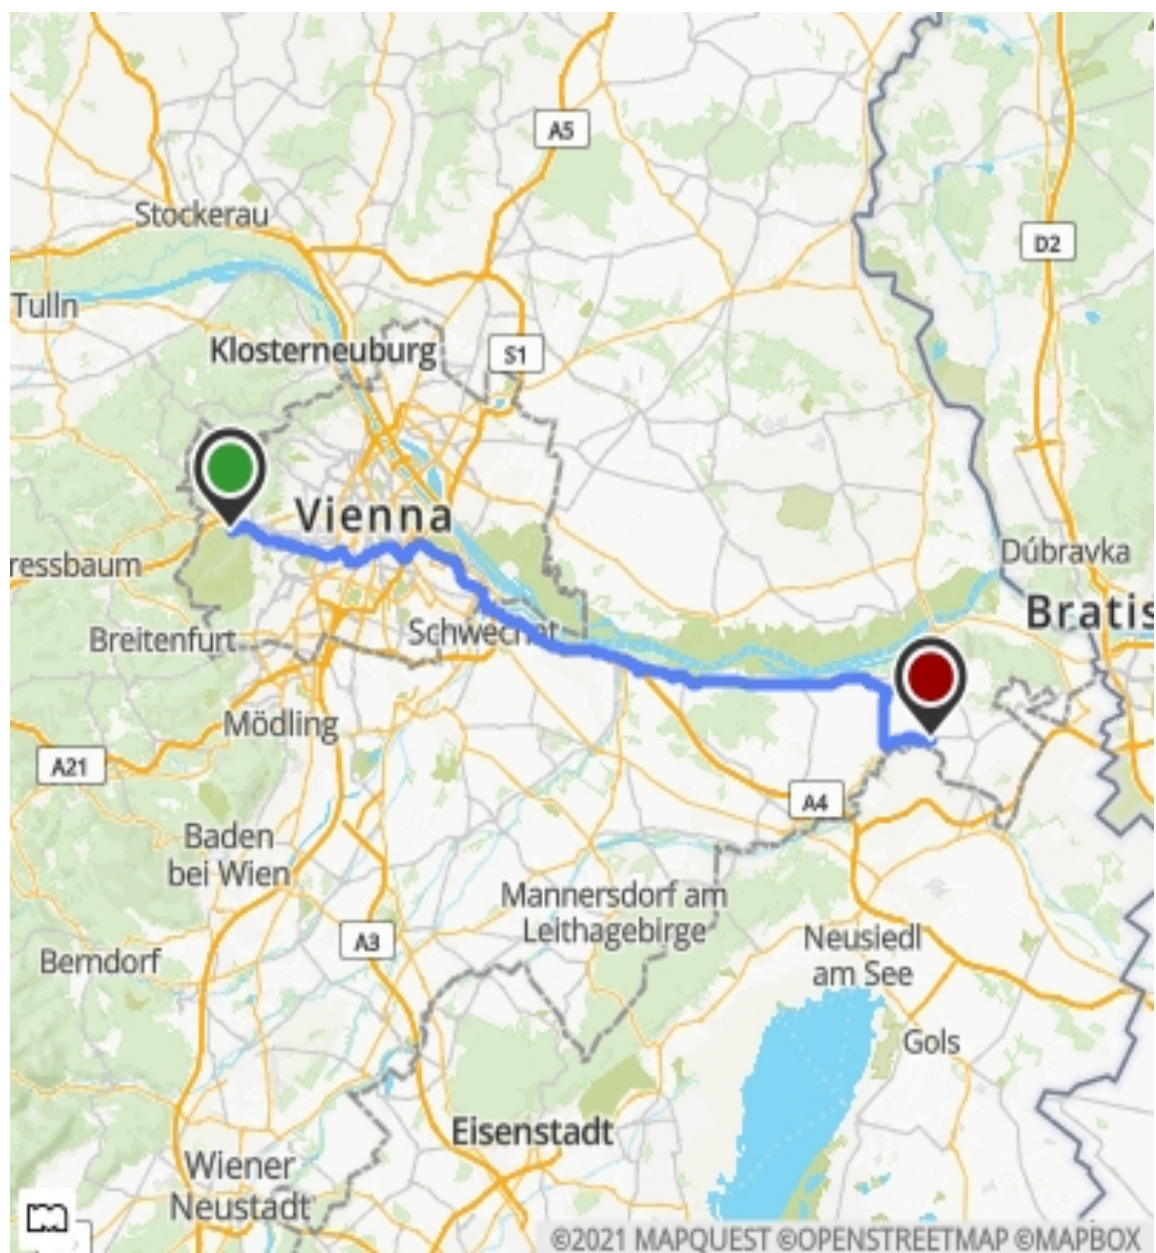 A5
Stockerau
D2
Tulln
Klosterneuburg
S1
Vienna
Dúbravka
ressbaum
Bratis
Schwechat
Breitenfurt
Mödling
A21
A4
Baden
bei Wien
Mannersdorf am
Leithagebirge
A3
Neusiedl
am See
Berndorf
Gols
Eisenstadt
Wiener
Neustadt
©2021 MAPQUEST ©OPENSTREETMAP ©MAPBOX